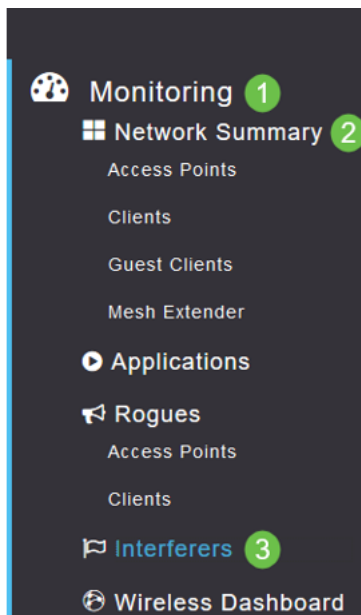 Monitoring 1
Network Summary 2
Access Points
Clients
Guest Clients
Mesh Extender
Applications
Rogues
Access Points
Clients
Interferers 3
Wireless Dashboard